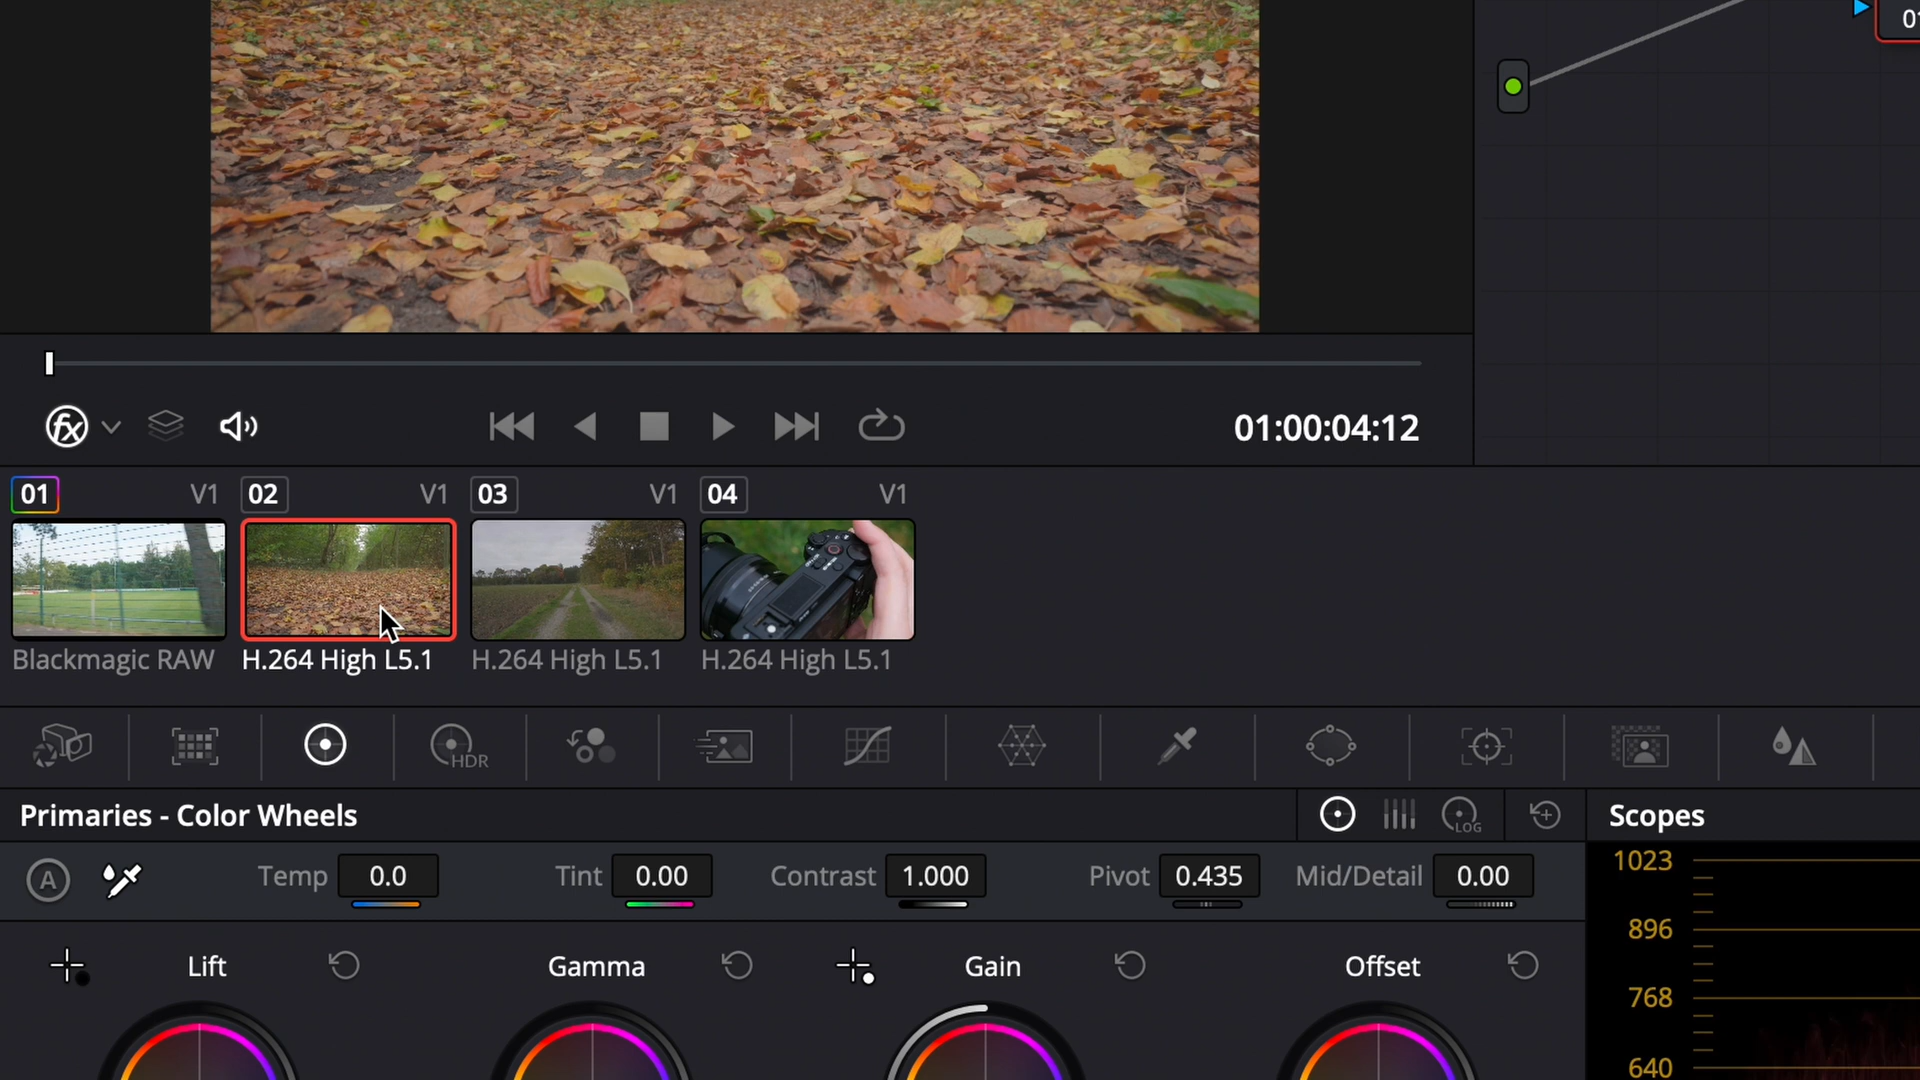 01
fx
01:00:04:12
01 V1 02 V1 03 V1 04 V1
Blackmagic RAW H.264 High L5.1 H.264 High L5.1 H.264 High L5.1
HDR
Primaries - Color Wheels
LOG
Scopes
A Temp 0.0 Tint 0.00 Contrast 1.000 Pivot 0.435 Mid/Detail 0.00
Lift Gamma Gain Offset
1023
896
768
640